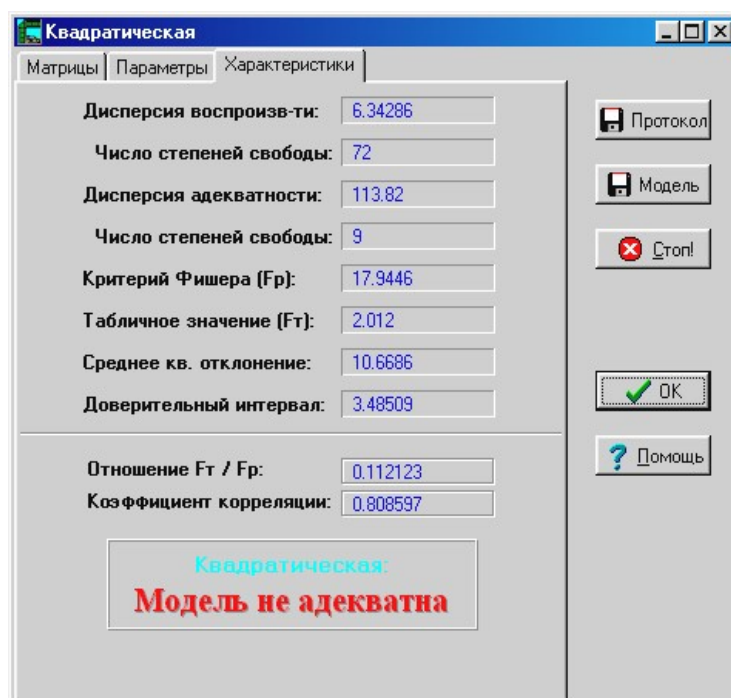 Квадратическая
Матрицы Параметры Характеристики
Дисперсия воспроизв-ти: 6.34286
Число степеней свободы: 72
Дисперсия адекватности: 113.82
Число степеней свободы: 9
Критерий Фишера (Fр): 17.9446
Табличное значение (Fт): 2.012
Среднее кв. отклонение: 10.6686
Доверительный интервал: 3.48509
Отношение Fт / Fр: 0.112123
Коэффициент корреляции: 0.808597
Квадратическая:
Модель не адекватна
Протокол
Модель
Стоп!
OK
Помощь